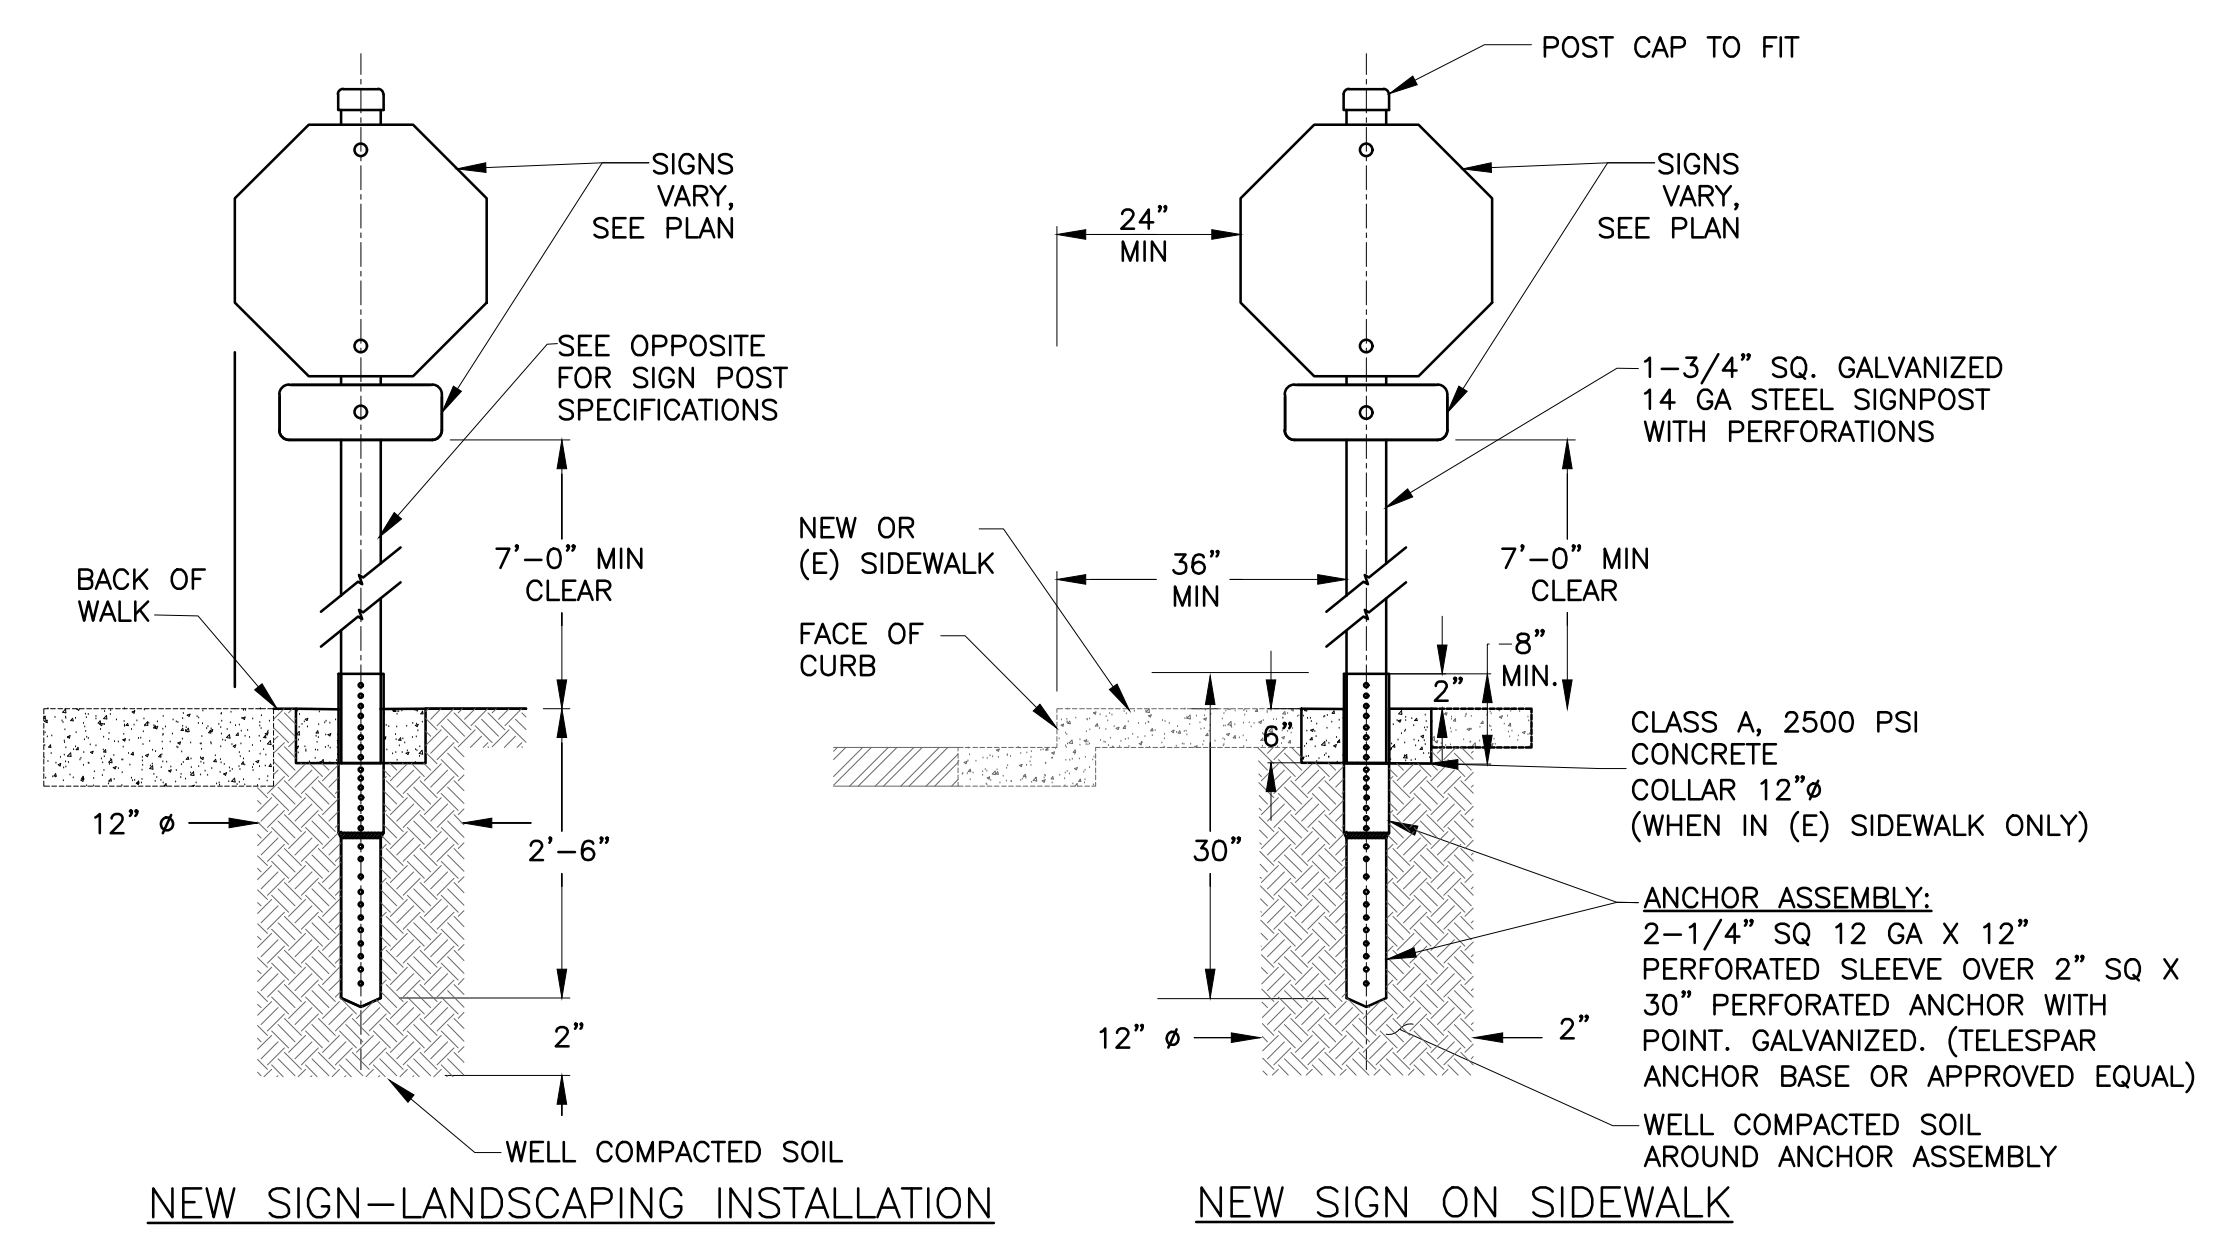 SIGNS
VARY,
SEE PLAN
SEE OPPOSITE
FOR SIGN POST
SPECIFICATIONS
7'-0" MIN
CLEAR
BACK OF
WALK
12" ø
2'-6"
2"
WELL COMPACTED SOIL
NEW SIGN-LANDSCAPING INSTALLATION
POST CAP TO FIT
SIGNS
VARY,
SEE PLAN
24"
MIN
1-3/4" SQ. GALVANIZED
14 GA STEEL SIGNPOST
WITH PERFORATIONS
NEW OR
(E) SIDEWALK
36"
MIN
7'-0" MIN
CLEAR
FACE OF
CURB
8"
MIN.
2"
6"
30"
CLASS A, 2500 PSI
CONCRETE
COLLAR 12"ø
(WHEN IN (E) SIDEWALK ONLY)
ANCHOR ASSEMBLY:
2-1/4" SQ 12 GA X 12"
PERFORATED SLEEVE OVER 2" SQ X
30" PERFORATED ANCHOR WITH
POINT. GALVANIZED. (TELESPAR
ANCHOR BASE OR APPROVED EQUAL)
12" ø
2"
WELL COMPACTED SOIL
AROUND ANCHOR ASSEMBLY
NEW SIGN ON SIDEWALK